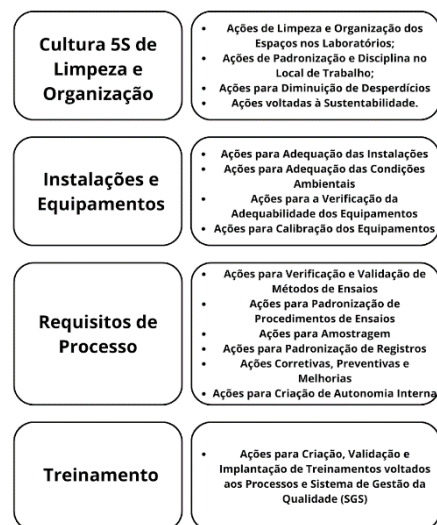 Cultura 5S de
Limpeza e
Organização
• Ações de Limpeza e Organização dos
Espaços nos Laboratórios;
• Ações de Padronização e Disciplina no
Local de Trabalho;
• Ações para Diminuição de Desperdícios
• Ações voltadas à Sustentabilidade.
Instalações e
Equipamentos
• Ações para Adequação das Instalações
• Ações para Adequação das Condições
Ambientais
• Ações para a Verificação da
Adequabilidade dos Equipamentos
• Ações para Calibração dos Equipamentos
Requisitos de
Processo
• Ações para Verificação e Validação de
Métodos de Ensaios
• Ações para Padronização de
Procedimentos de Ensaios
• Ações para Amostragem
• Ações para Padronização de Registros
• Ações Corretivas, Preventivas e
Melhorias
• Ações para Criação de Autonomia Interna
Treinamento
• Ações para Criação, Validação e
Implantação de Treinamentos voltados
aos Processos e Sistema de Gestão da
Qualidade (SGS)